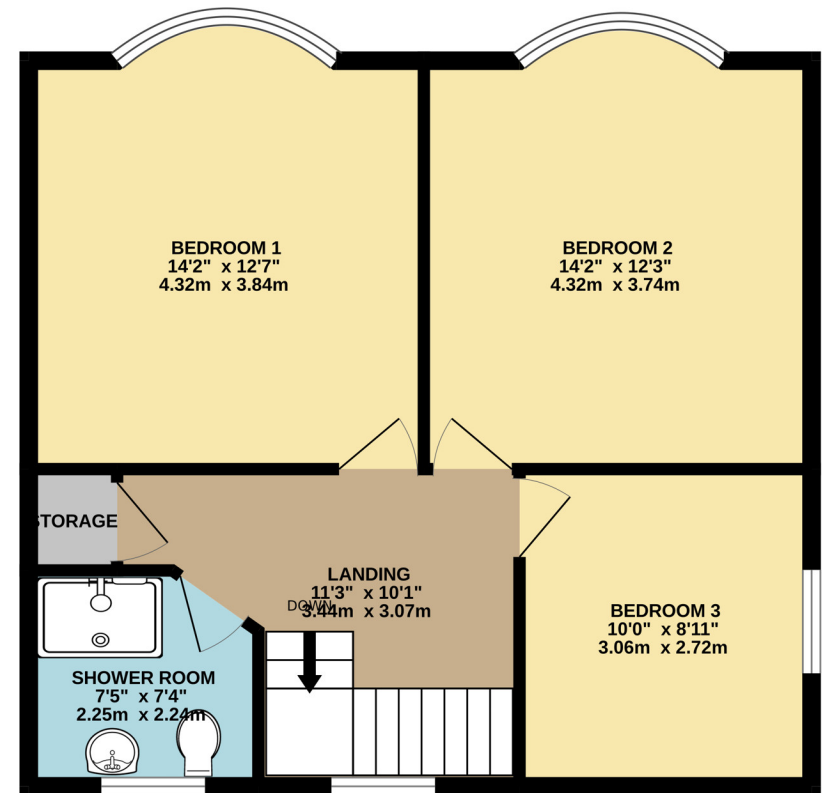 BEDROOM 1
14'2" x 12'7"
4.32m x 3.84m
BEDROOM 2
14'2" x 12'3"
4.32m x 3.74m
STORAGE
LANDING
11'3" x 10'1"
3.44m x 3.07m
DOWN
BEDROOM 3
10'0" x 8'11"
3.06m x 2.72m
SHOWER ROOM
7'5" x 7'4"
2.25m x 2.24m